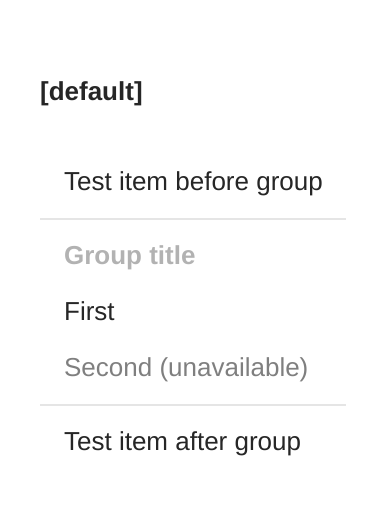 [default]
Test item before group
Group title
First
Second (unavailable)
Test item after group